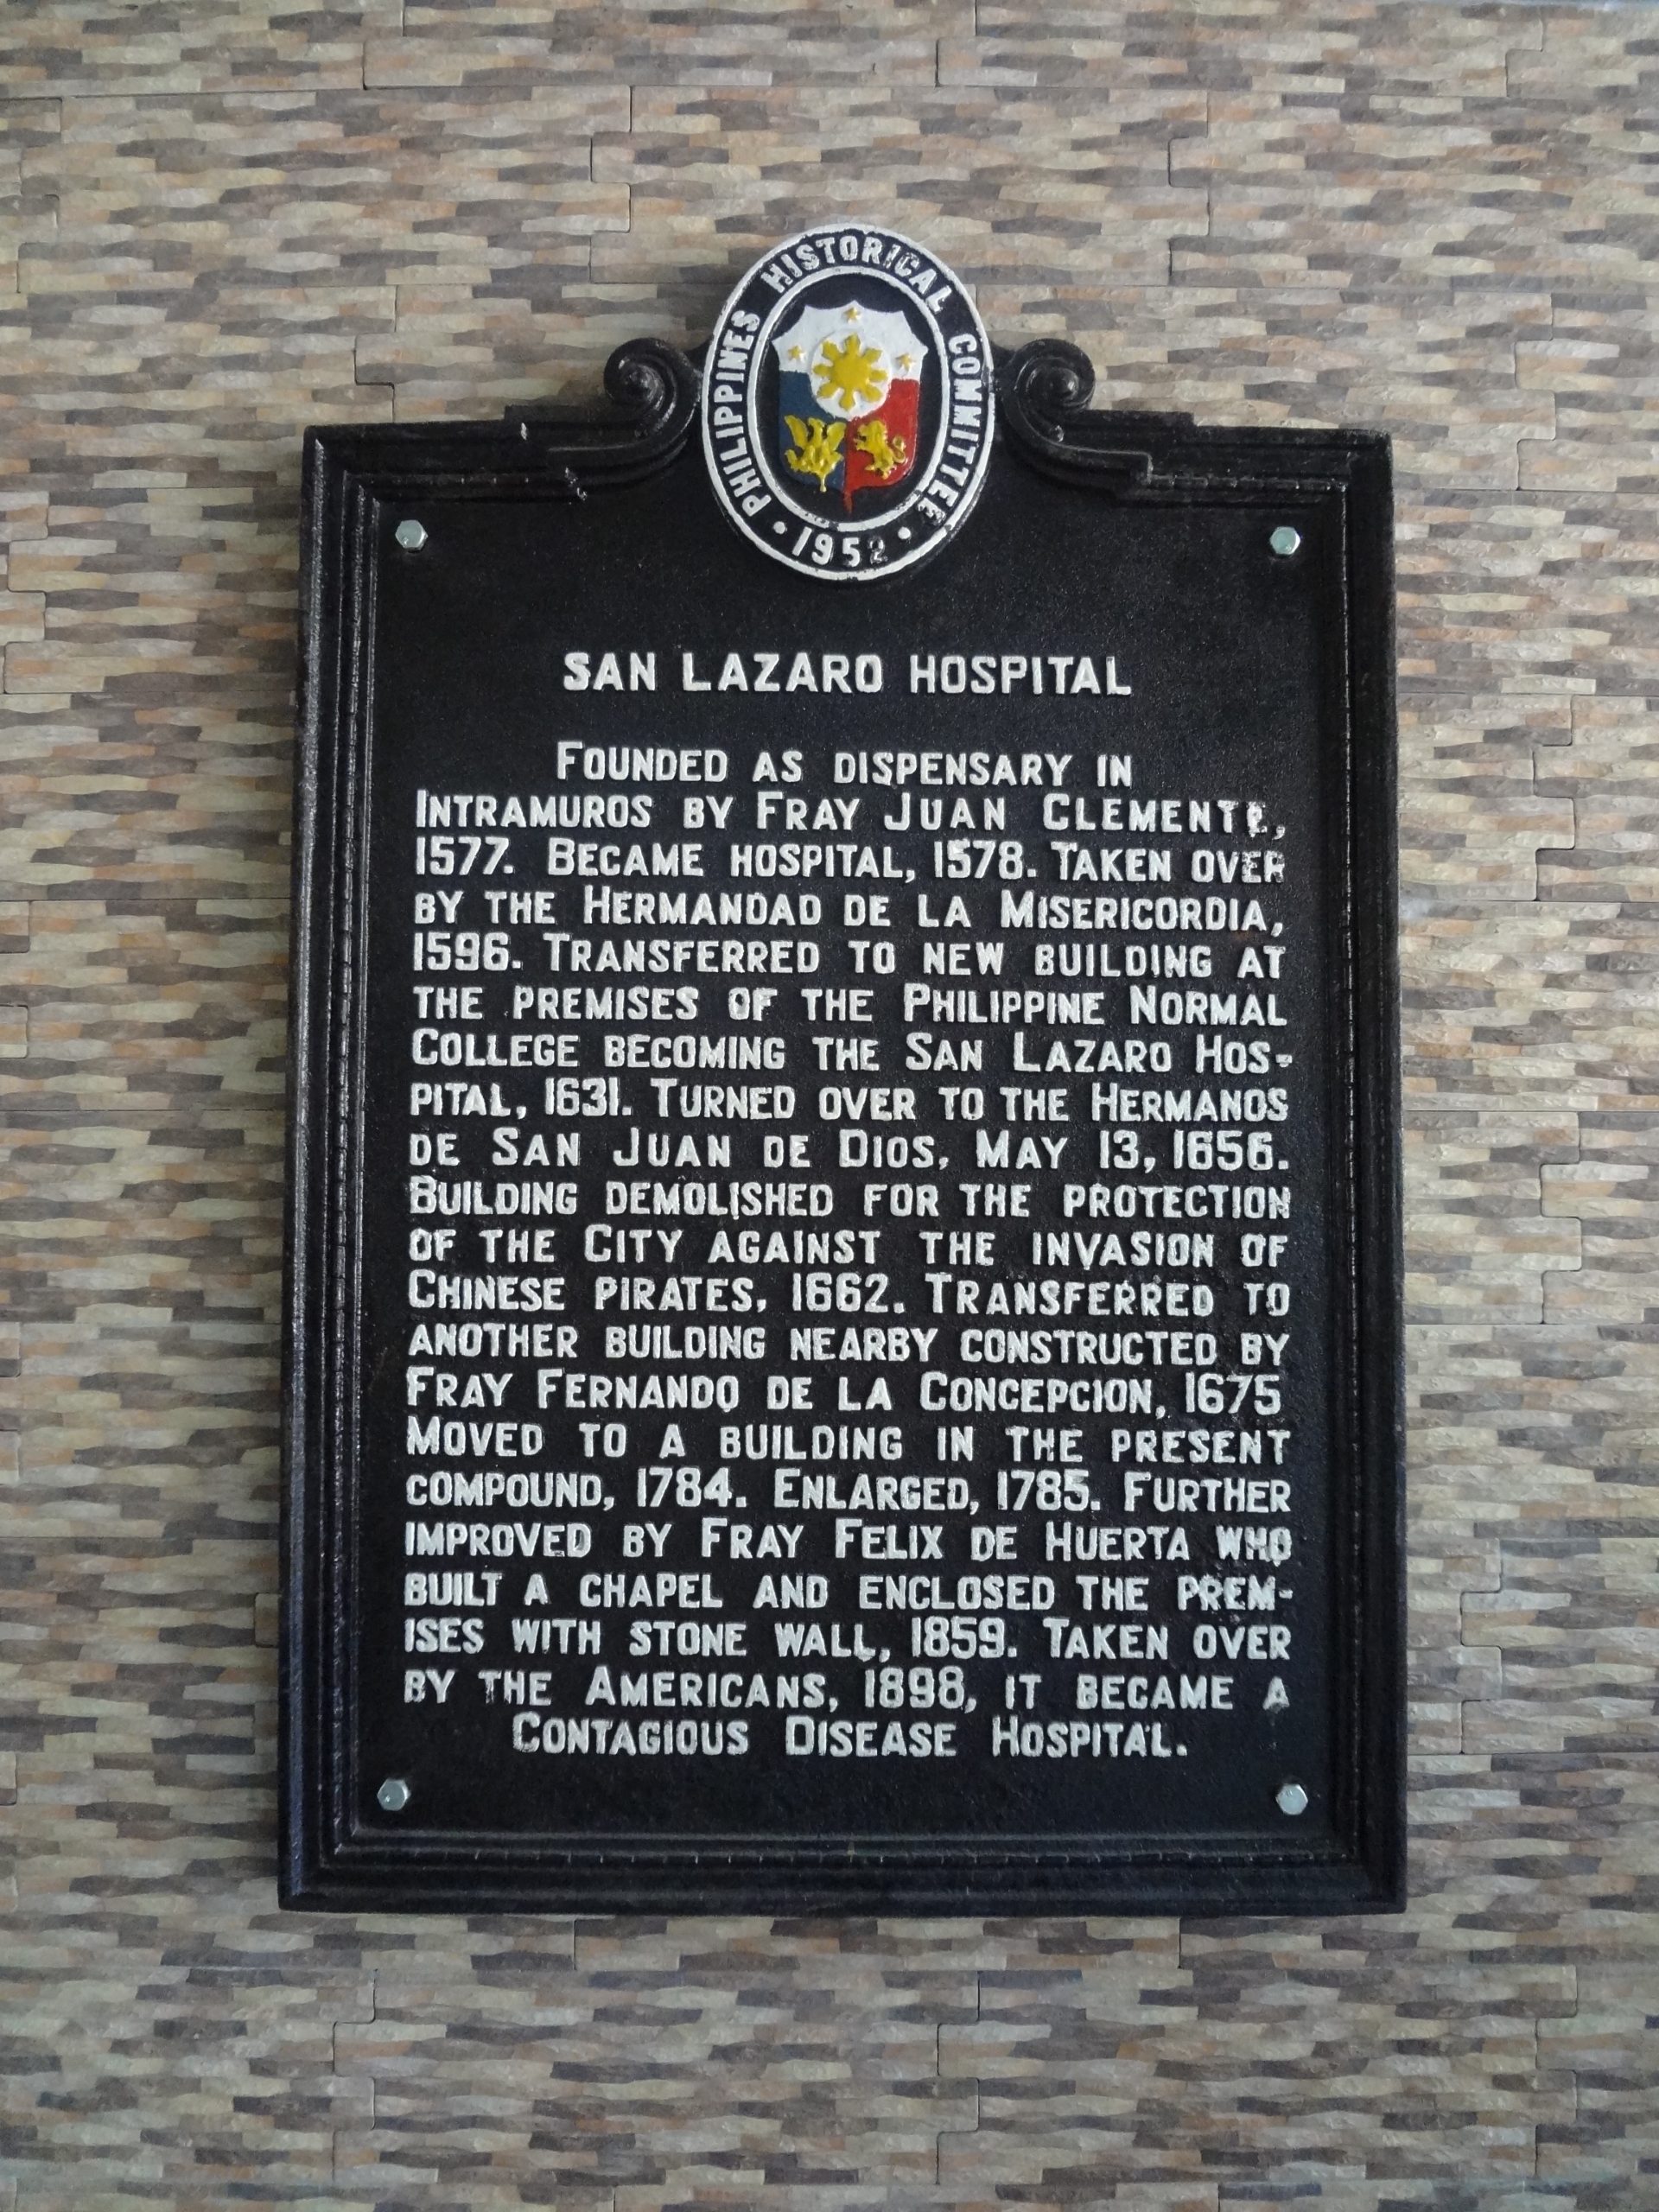 PHILIPPINES HISTORICAL COMMITTEE
• 1952 •
SAN LAZARO HOSPITAL
FOUNDED AS DISPENSARY IN
INTRAMUROS BY FRAY JUAN CLEMENTE,
1577. BECAME HOSPITAL, 1578. TAKEN OVER
BY THE HERMANDAD DE LA MISERICORDIA,
1596. TRANSFERRED TO NEW BUILDING AT
THE PREMISES OF THE PHILIPPINE NORMAL
COLLEGE BECOMING THE SAN LAZARO HOS-
PITAL, 1631. TURNED OVER TO THE HERMANOS
DE SAN JUAN DE DIOS, MAY 13, 1656.
BUILDING DEMOLISHED FOR THE PROTECTION
OF THE CITY AGAINST THE INVASION OF
CHINESE PIRATES, 1662. TRANSFERRED TO
ANOTHER BUILDING NEARBY CONSTRUCTED BY
FRAY FERNANDO DE LA CONCEPCION, 1675
MOVED TO A BUILDING IN THE PRESENT
COMPOUND, 1784. ENLARGED, 1785. FURTHER
IMPROVED BY FRAY FELIX DE HUERTA WHO
BUILT A CHAPEL AND ENCLOSED THE PREM-
ISES WITH STONE WALL, 1859. TAKEN OVER
BY THE AMERICANS, 1898, IT BECAME A
CONTAGIOUS DISEASE HOSPITAL.